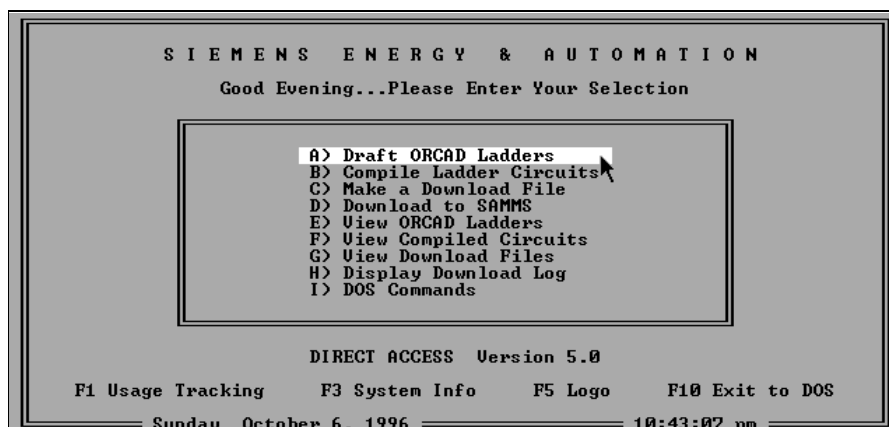 S I E M E N S   E N E R G Y   &   A U T O M A T I O N
Good Evening...Please Enter Your Selection
A) Draft ORCAD Ladders
B) Compile Ladder Circuits
C) Make a Download File
D) Download to SAMMS
E) View ORCAD Ladders
F) View Compiled Circuits
G) View Download Files
H) Display Download Log
I) DOS Commands
DIRECT ACCESS  Version 5.0
F1 Usage Tracking   F3 System Info   F5 Logo   F10 Exit to DOS
Sunday, October 6, 1996   10:43:07 pm